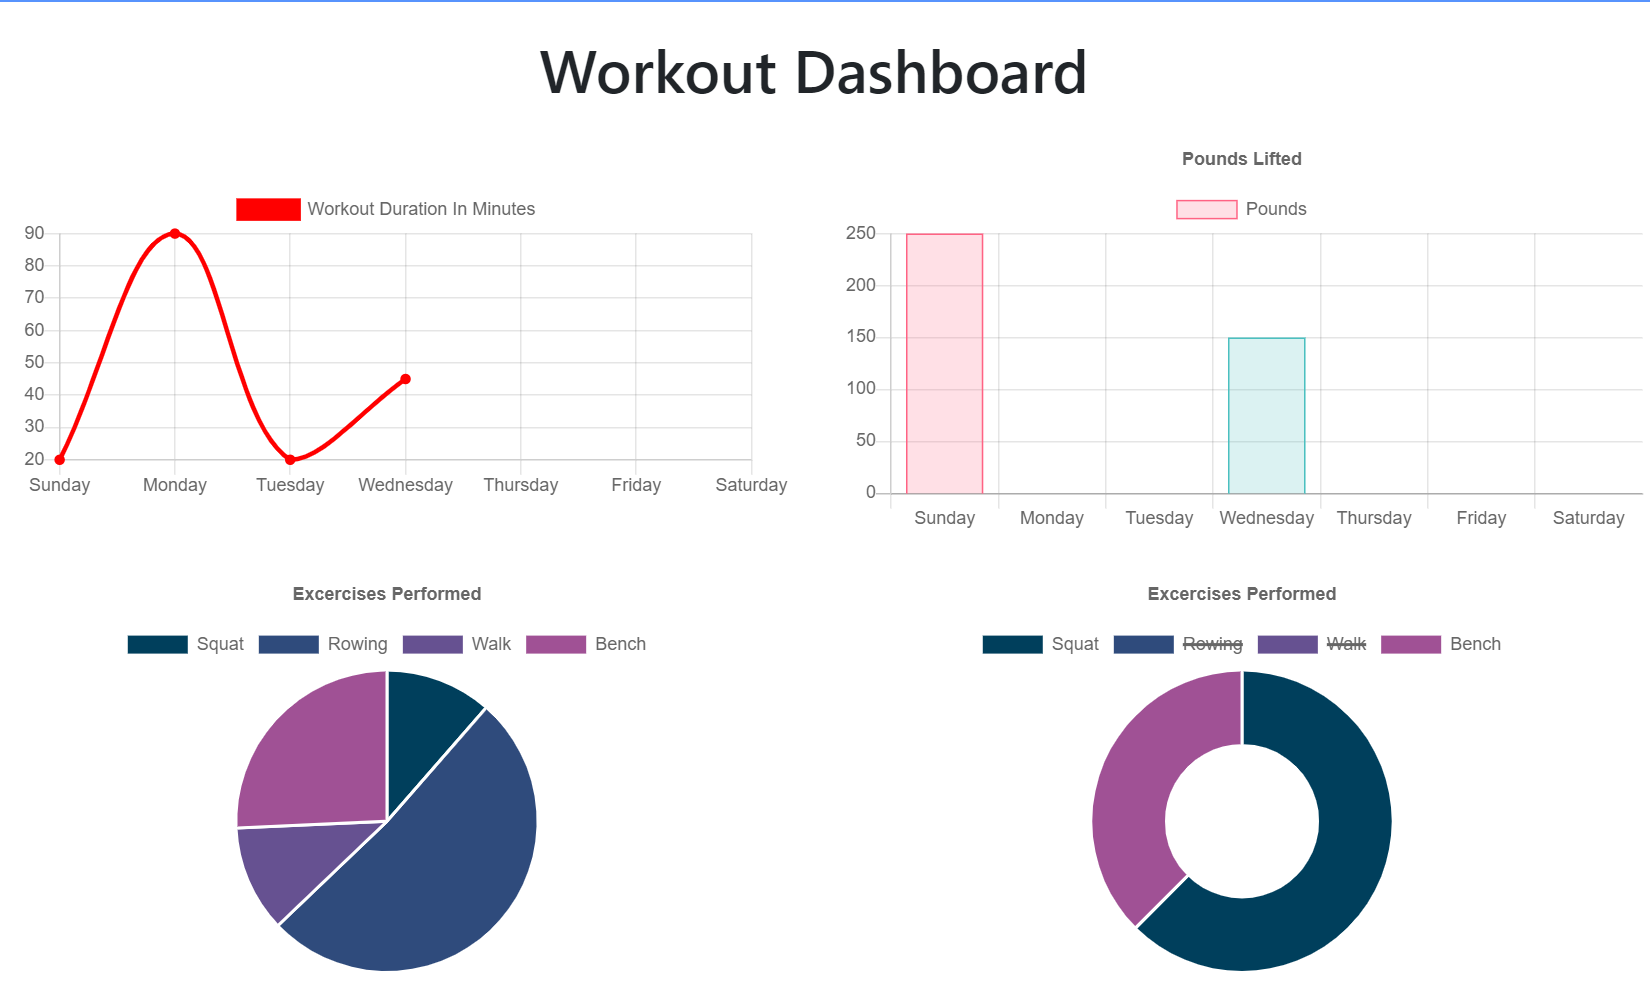 Workout Dashboard
Workout Duration In Minutes
90
80
70
60
50
40
30
20
Sunday Monday Tuesday Wednesday Thursday Friday Saturday
Pounds Lifted
Pounds
250
200
150
100
50
0
Sunday Monday Tuesday Wednesday Thursday Friday Saturday
Excercises Performed
Squat Rowing Walk Bench
Excercises Performed
Squat Rowing Walk Bench